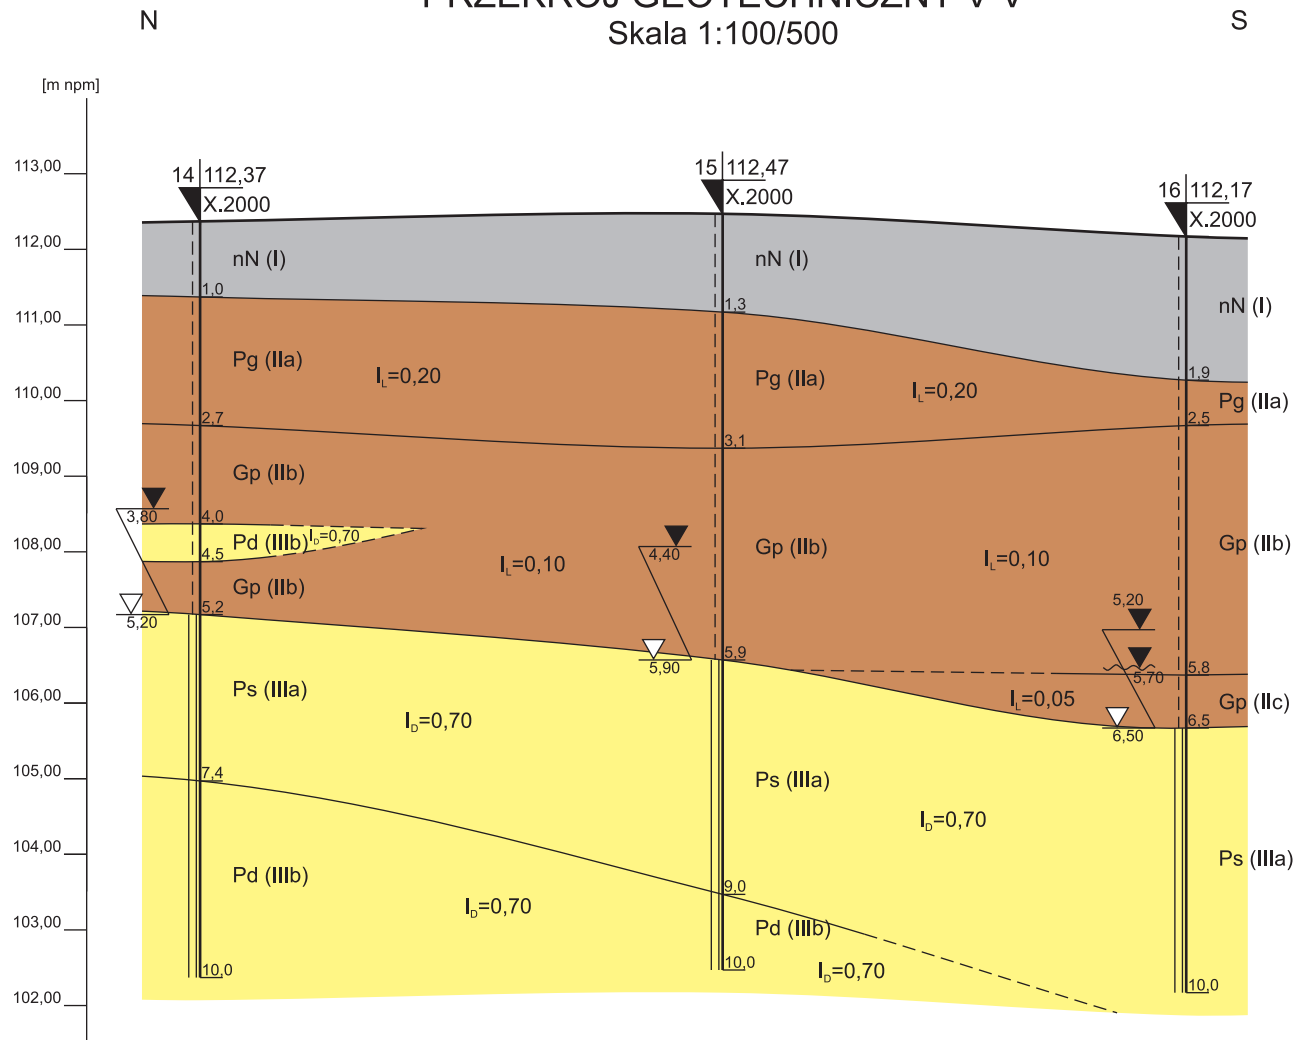 PRZEKRÓJ GEOTECHNICZNY V-V'
N
Skala 1:100/500
S
[m npm]
113,00
112,00
111,00
110,00
109,00
108,00
107,00
106,00
105,00
104,00
103,00
102,00
14 112,37
X.2000
nN (I)
1,0
Pg (IIa)
IL=0,20
2,7
Gp (IIb)
3,80
4,0
Pd (IIIb) ID=0,70
4,5
Gp (IIb)
5,2
5,20
IL=0,10
Ps (IIIa)
ID=0,70
7,4
Pd (IIIb)
ID=0,70
10,0
15 112,47
X.2000
nN (I)
1,3
Pg (IIa)
IL=0,20
3,1
4,40
Gp (IIb)
IL=0,10
5,9
5,90
Ps (IIIa)
ID=0,70
9,0
Pd (IIIb)
ID=0,70
10,0
16 112,17
X.2000
nN (I)
1,9
Pg (IIa)
2,5
Gp (IIb)
5,20
5,8
5,70
IL=0,05
Gp (IIc)
6,5
6,50
Ps (IIIa)
10,0